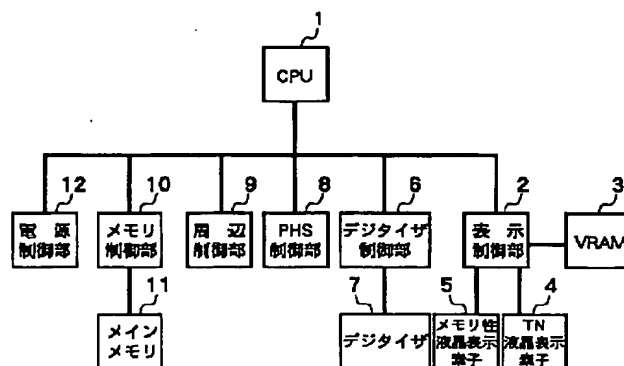 1
CPU
12
10
9
8
6
2
3
電源
制御部
メモリ
制御部
周辺
制御部
PHS
制御部
デジタイザ
制御部
表示
制御部
VRAM
11
7
5
4
メイン
メモリ
デジタイザ
メモリ性
液晶表示
素子
TN
液晶表示
素子